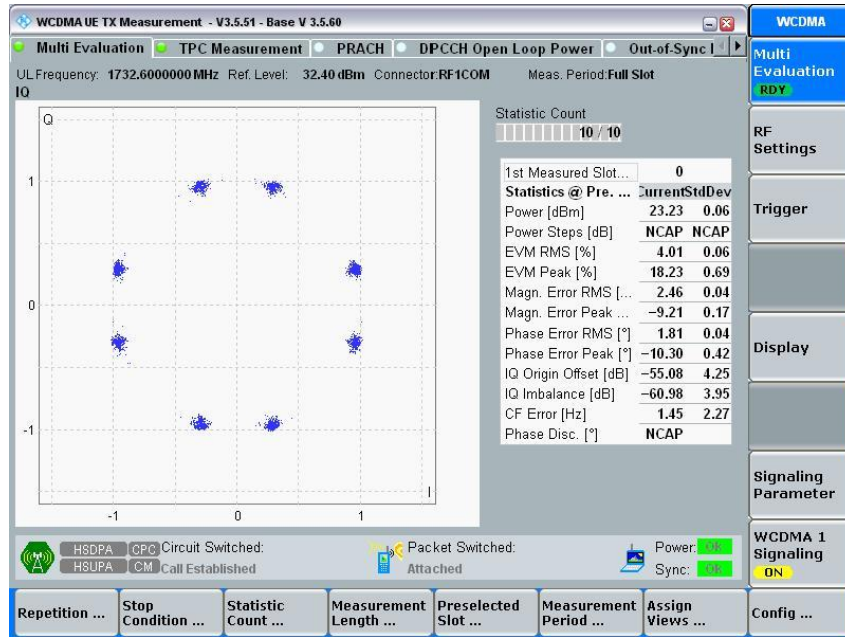 WCDMA UE TX Measurement - V3.5.51 - Base V 3.5.60
WCDMA
Multi Evaluation
TPC Measurement
PRACH
DPCCH Open Loop Power
Out-of-Sync
UL Frequency: 1732.6000000 MHz Ref. Level: 32.40 dBm Connector:RF1COM Meas. Period:Full Slot
IQ
Q
1
0
-1
-1 0 1
I
Statistic Count
10 / 10
1st Measured Slot... 0
Statistics @ Pre. ... Current StdDev
Power [dBm] 23.23 0.06
Power Steps [dB] NCAP NCAP
EVM RMS [%] 4.01 0.06
EVM Peak [%] 18.23 0.69
Magn. Error RMS [... 2.46 0.04
Magn. Error Peak ... -9.21 0.17
Phase Error RMS [°] 1.81 0.04
Phase Error Peak [°] -10.30 0.42
IQ Origin Offset [dB] -55.08 4.25
IQ Imbalance [dB] -60.98 3.95
CF Error [Hz] 1.45 2.27
Phase Disc. [°] NCAP
Multi
Evaluation
RDY
RF
Settings
Trigger
Display
Signaling
Parameter
WCDMA 1
Signaling
ON
HSDPA CPC Circuit Switched: Packet Switched: Power: OK
HSUPA CM Call Established Attached Sync: OK
Repetition ...
Stop
Condition ...
Statistic
Count ...
Measurement
Length ...
Preselected
Slot ...
Measurement
Period ...
Assign
Views ...
Config ...